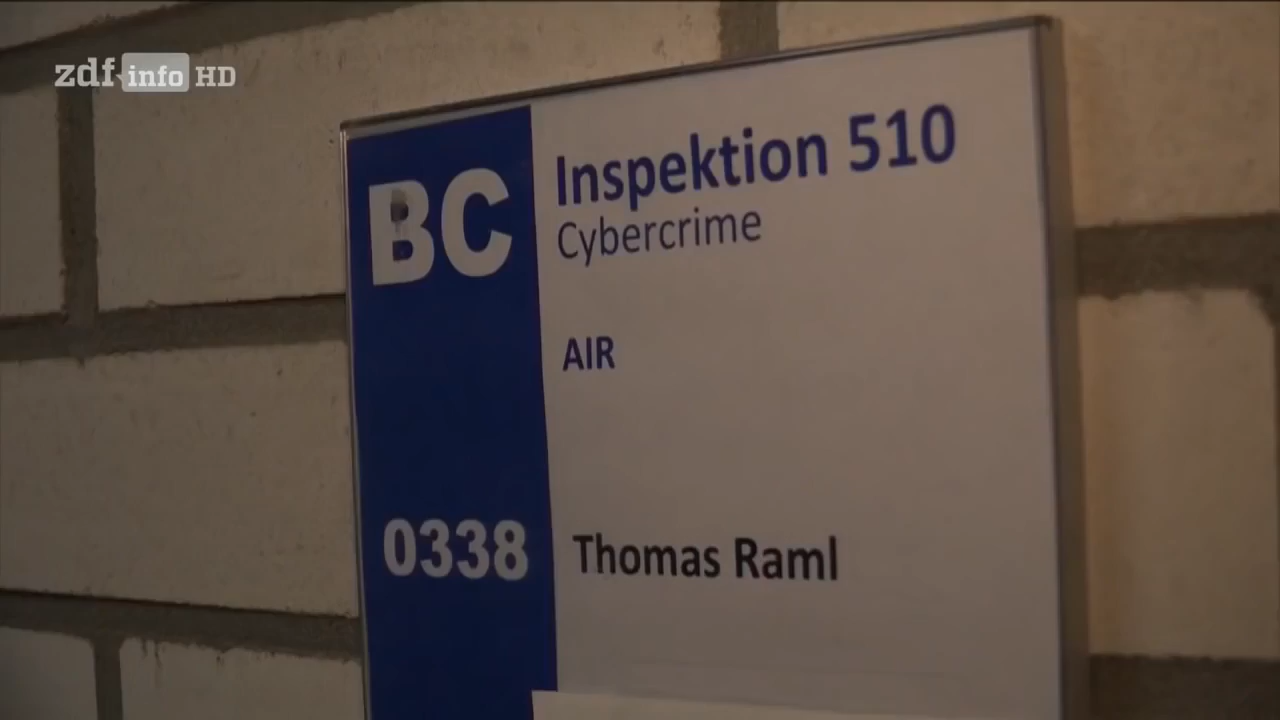 zdf info HD
BC
Inspektion 510
Cybercrime
AIR
0338
Thomas Raml